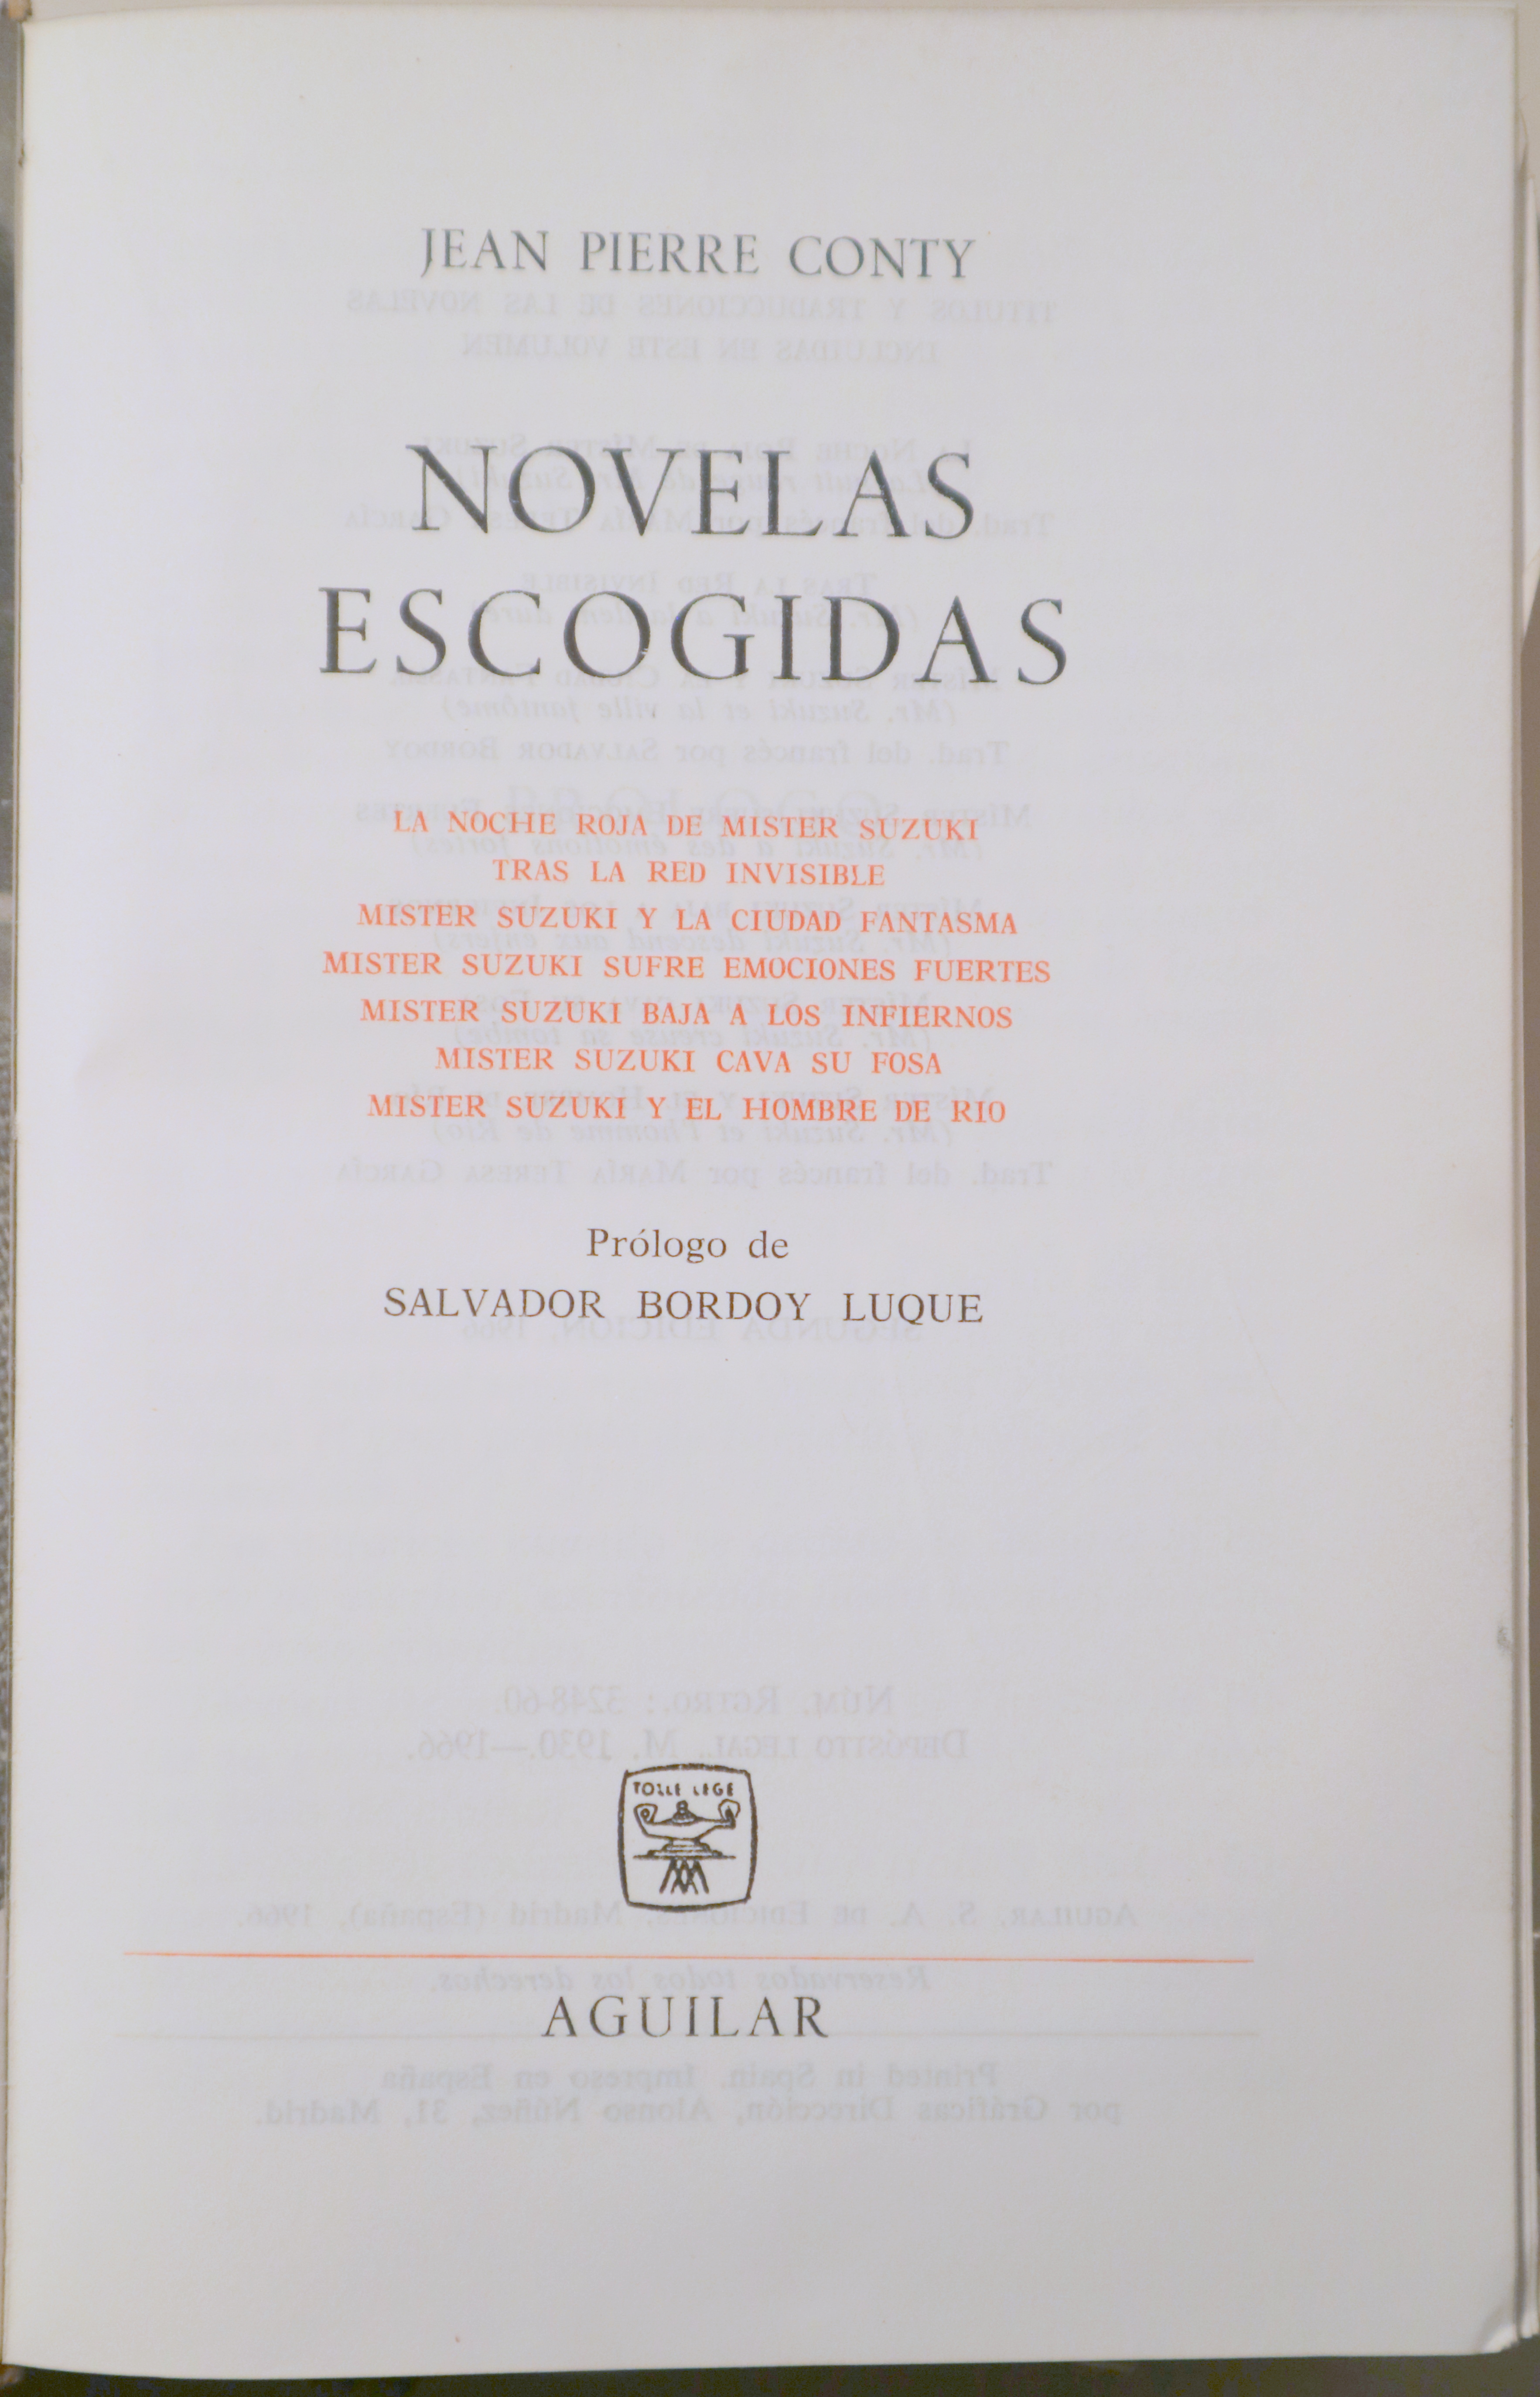 JEAN PIERRE CONTY
NOVELAS
ESCOGIDAS
LA NOCHE ROJA DE MISTER SUZUKI
TRAS LA RED INVISIBLE
MISTER SUZUKI Y LA CIUDAD FANTASMA
MISTER SUZUKI SUFRE EMOCIONES FUERTES
MISTER SUZUKI BAJA A LOS INFIERNOS
MISTER SUZUKI CAVA SU FOSA
MISTER SUZUKI Y EL HOMBRE DE RIO
Prólogo de
SALVADOR BORDOY LUQUE
TOLLE LEGE
AGUILAR